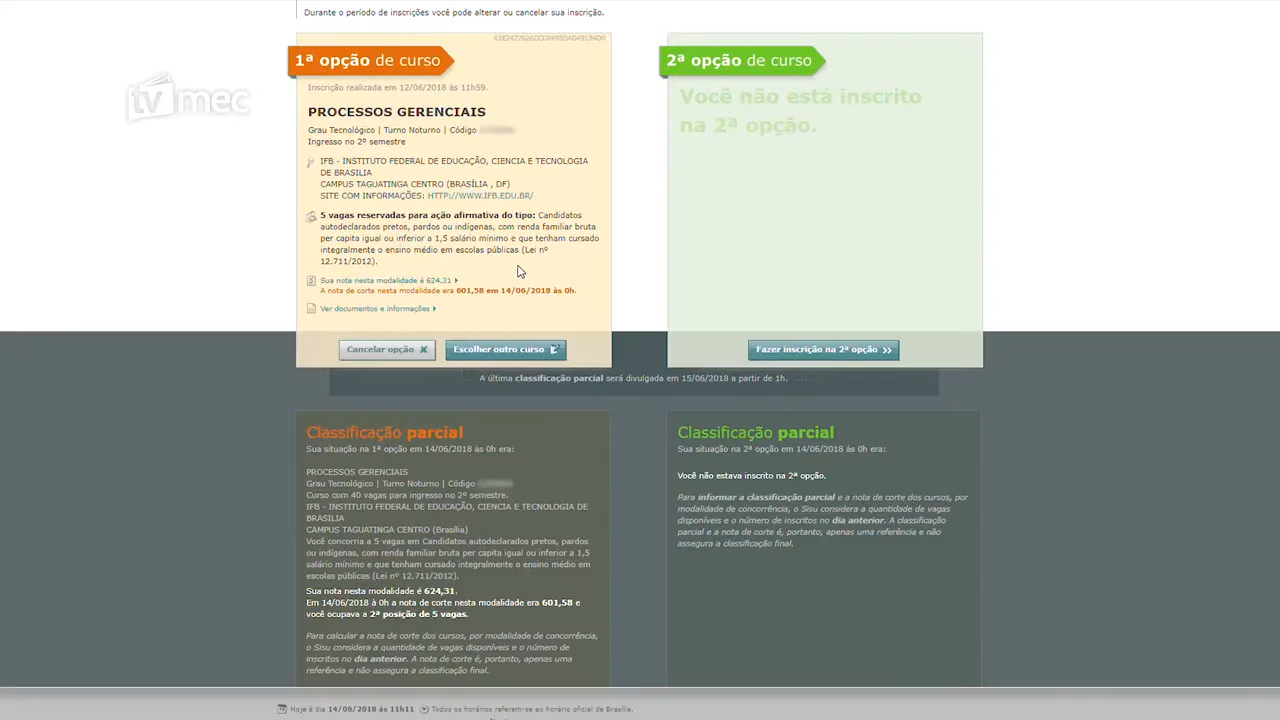 Durante o período de inscrições você pode alterar ou cancelar sua inscrição.
tv mec
1ª opção de curso
Inscrição realizada em 12/06/2018 às 11h59.
PROCESSOS GERENCIAIS
Grau Tecnológico | Turno Noturno | Código
Ingresso no 2º semestre
IFB - INSTITUTO FEDERAL DE EDUCAÇÃO, CIENCIA E TECNOLOGIA
DE BRASILIA
CAMPUS TAGUATINGA CENTRO (BRASÍLIA , DF)
SITE COM INFORMAÇÕES: HTTP://WWW.IFB.EDU.BR/
5 vagas reservadas para ação afirmativa do tipo: Candidatos
autodeclarados pretos, pardos ou indígenas, com renda familiar bruta
per capita igual ou inferior a 1,5 salário mínimo e que tenham cursado
integralmente o ensino médio em escolas públicas (Lei nº
12.711/2012).
Sua nota nesta modalidade é 624,31
A nota de corte nesta modalidade era 601,58 em 14/06/2018 às 0h.
Ver documentos e informações
Cancelar opção
Escolher outro curso
2ª opção de curso
Você não está inscrito
na 2ª opção.
Fazer inscrição na 2ª opção
A última classificação parcial será divulgada em 15/06/2018 a partir de 1h.
Classificação parcial
Sua situação na 1ª opção em 14/06/2018 às 0h era:
PROCESSOS GERENCIAIS
Grau Tecnológico | Turno Noturno | Código
Curso com 40 vagas para ingresso no 2º semestre.
IFB - INSTITUTO FEDERAL DE EDUCAÇÃO, CIENCIA E TECNOLOGIA DE
BRASILIA
CAMPUS TAGUATINGA CENTRO (Brasília)
Você concorria a 5 vagas em Candidatos autodeclarados pretos, pardos
ou indígenas, com renda familiar bruta per capita igual ou inferior a 1,5
salário mínimo e que tenham cursado integralmente o ensino médio em
escolas públicas (Lei nº 12.711/2012).
Sua nota nesta modalidade é 624,31.
Em 14/06/2018 à 0h a nota de corte nesta modalidade era 601,58 e
você ocupava a 2ª posição de 5 vagas.
Para calcular a nota de corte dos cursos, por modalidade de concorrência,
o Sisu considera a quantidade de vagas disponíveis e o número de
inscritos no dia anterior. A nota de corte é, portanto, apenas uma
referência e não assegura a classificação final.
Classificação parcial
Sua situação na 2ª opção em 14/06/2018 às 0h era:
Você não estava inscrito na 2ª opção.
Para informar a classificação parcial e a nota de corte dos cursos, por
modalidade de concorrência, o Sisu considera a quantidade de vagas
disponíveis e o número de inscritos no dia anterior. A classificação
parcial e a nota de corte é, portanto, apenas uma referência e não
assegura a classificação final.
Hoje é dia 14/06/2018 às 11h11
Todos os horários referem-se ao horário oficial de Brasília.